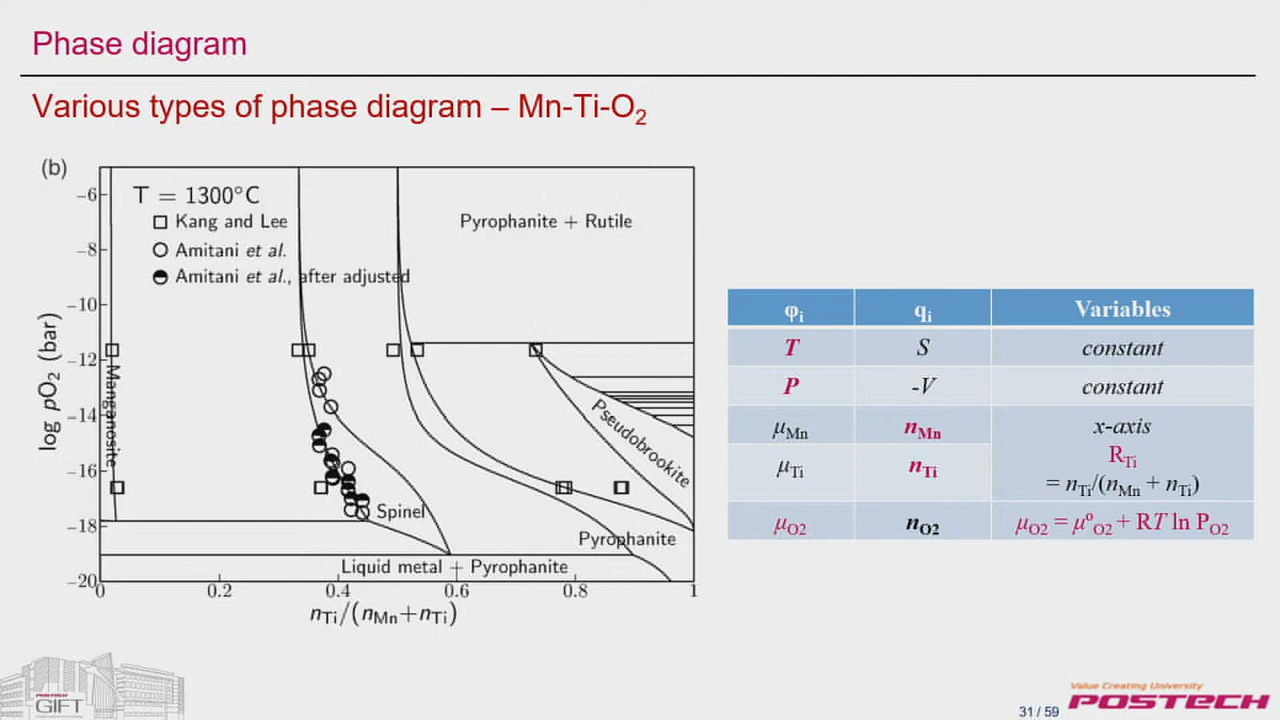 Phase diagram
Various types of phase diagram – Mn-Ti-O2
(b)
T = 1300°C
Kang and Lee
Amitani et al.
Amitani et al., after adjusted
Pyrophanite + Rutile
Manganosite
Pseudobrookite
Spinel
Pyrophanite
Liquid metal + Pyrophanite
log pO2 (bar)
−6
−8
−10
−12
−14
−16
−18
−20
0 0.2 0.4 0.6 0.8 1
nTi/(nMn+nTi)
φi qi Variables
T S constant
P -V constant
μMn nMn x-axis
μTi nTi RTi
= nTi/(nMn + nTi)
μO2 nO2 μO2 = μºO2 + RT ln PO2
POSTECH
GIFT
Value Creating University
POSTECH
31 / 59